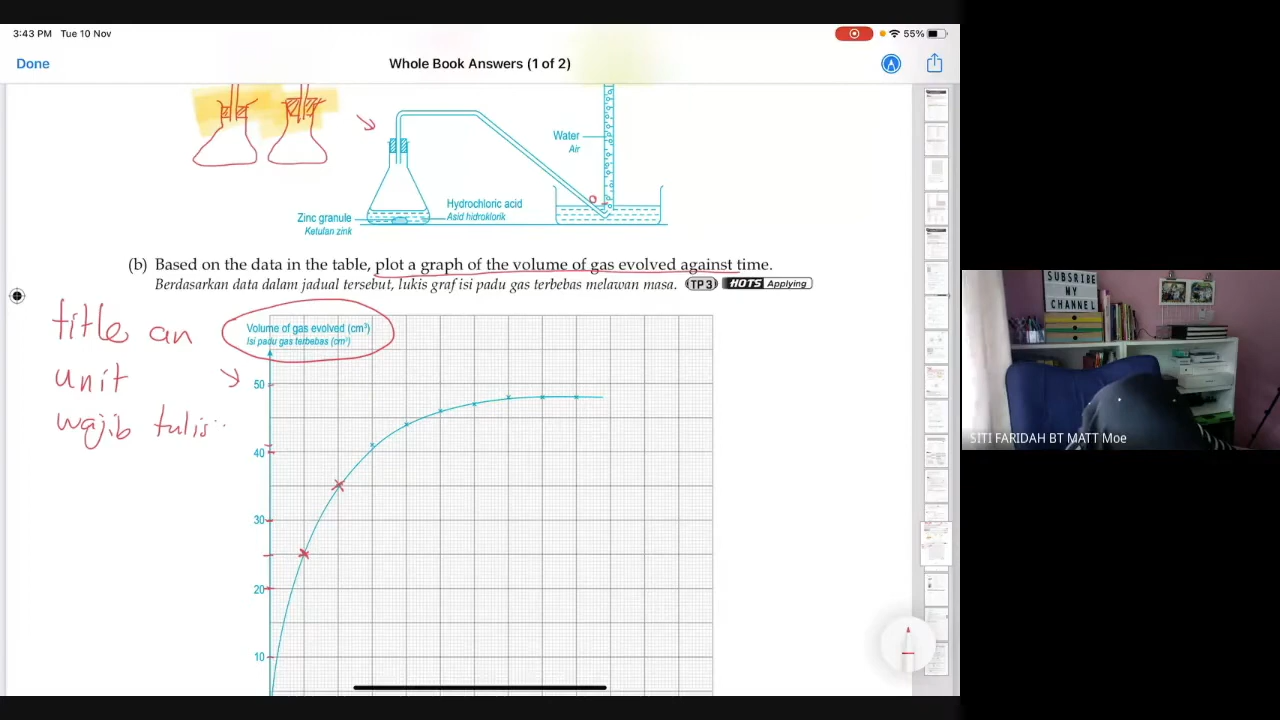 3:43 PM Tue 10 Nov
55%
Done
Whole Book Answers (1 of 2)
Water
Air
Hydrochloric acid
Asid hidroklorik
Zinc granule
Ketulan zink
(b) Based on the data in the table, plot a graph of the volume of gas evolved against time.
Berdasarkan data dalam jadual tersebut, lukis graf isi padu gas terbebas melawan masa. TP 3 HOTS Applying
title an
unit
wajib tulis
Volume of gas evolved (cm³)
Isi padu gas terbebas (cm³)
50
40
30
20
10
SUBSRIBE
MY
CHANNEL
SITI FARIDAH BT MATT Moe